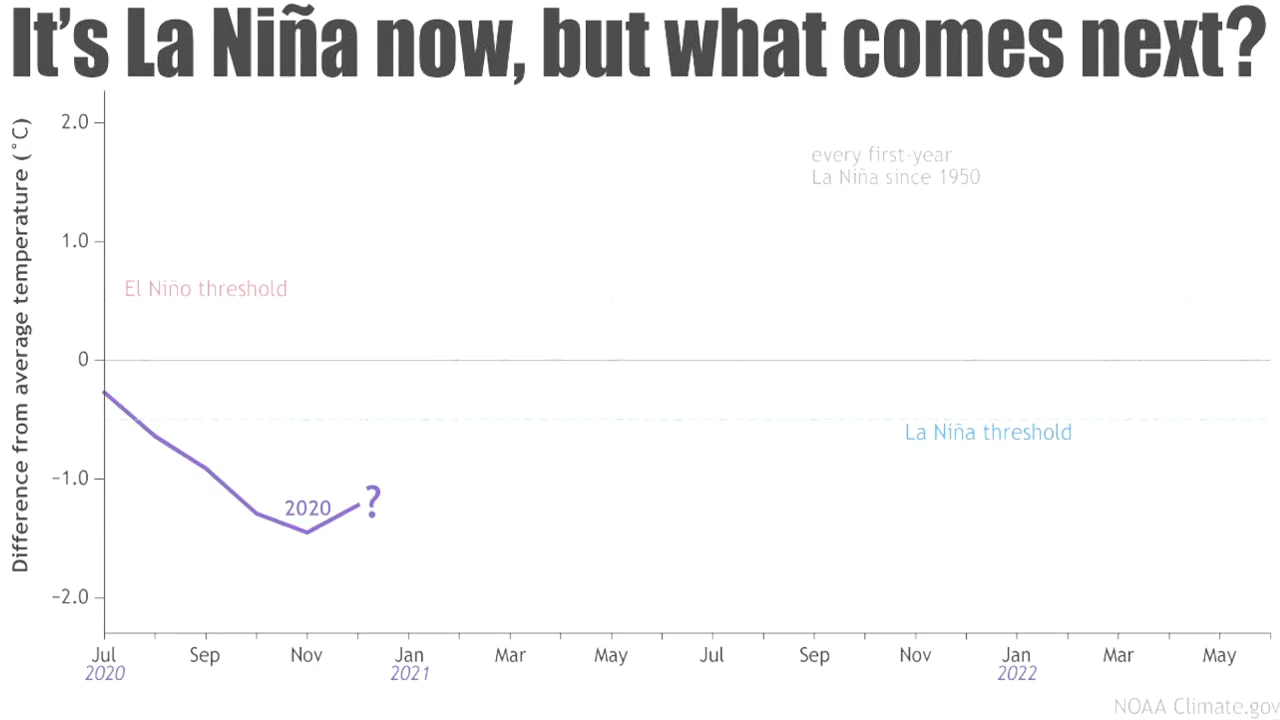 It's La Niña now, but what comes next?
Difference from average temperature (°C)
2.0
every first-year
La Niña since 1950
1.0
El Niño threshold
0
La Niña threshold
-1.0
2020 ?
-2.0
Jul Sep Nov Jan Mar May Jul Sep Nov Jan Mar May
2020 2021 2022
NOAA Climate.gov